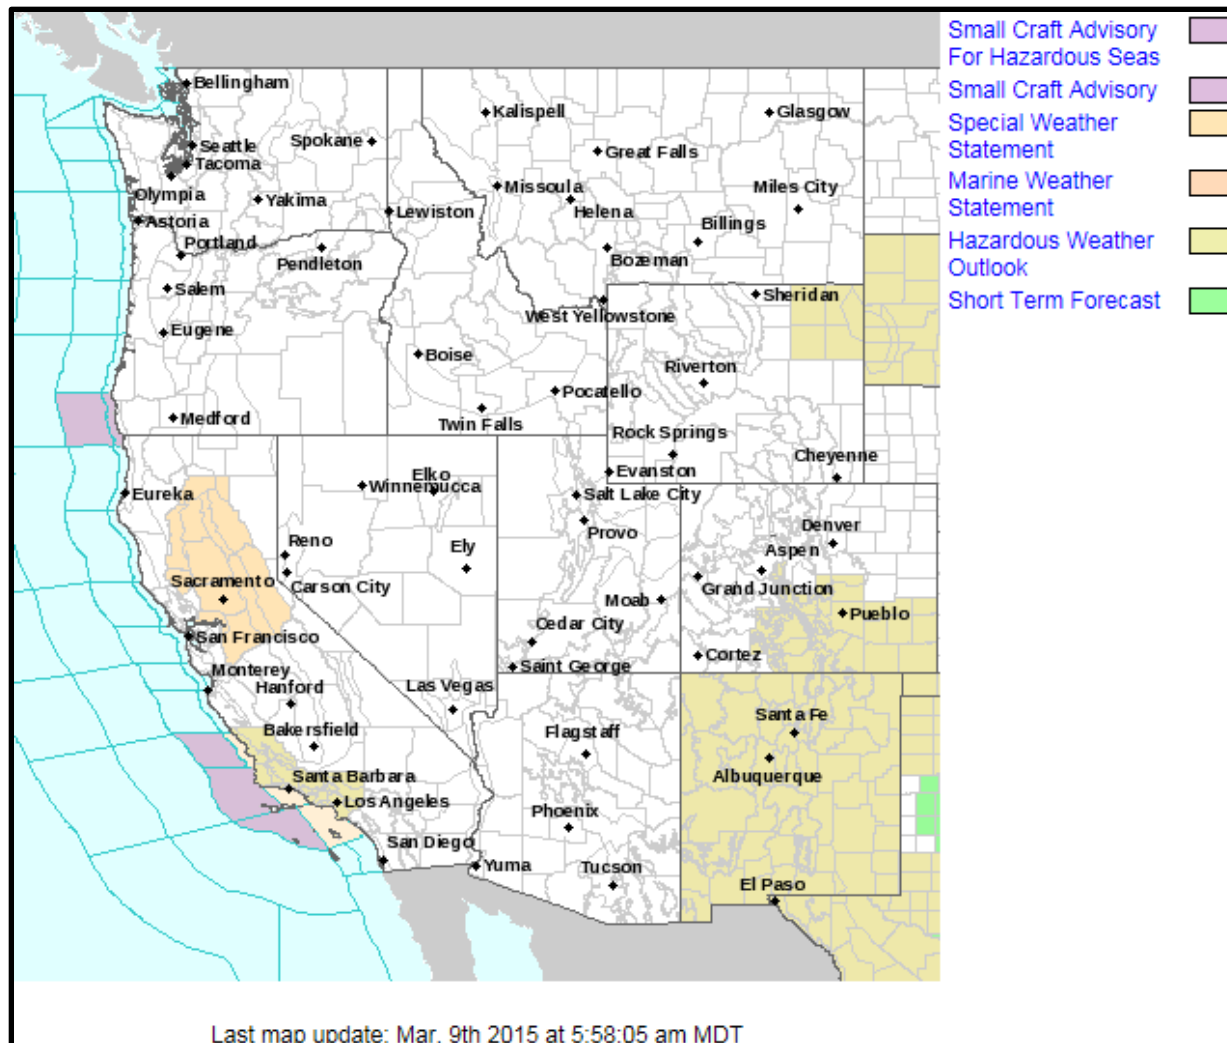 Small Craft Advisory
For Hazardous Seas
Small Craft Advisory
Special Weather
Statement
Marine Weather
Statement
Hazardous Weather
Outlook
Short Term Forecast
Bellingham
Kalispell
Glasgow
Seattle
Spokane
Great Falls
Tacoma
Missoula
Miles City
Olympia
Yakima
Lewiston
Helena
Astoria
Billings
Portland
Pendleton
Bozeman
Salem
Sheridan
West Yellowstone
Eugene
Boise
Riverton
Pocatello
Medford
Twin Falls
Rock Springs
Cheyenne
Elko
Evanston
Winnemucca
Eureka
Salt Lake City
Provo
Denver
Reno
Ely
Aspen
Sacramento
Carson City
Grand Junction
Moab
Pueblo
Cedar City
San Francisco
Cortez
Saint George
Monterey
Hanford
Las Vegas
Santa Fe
Bakersfield
Flagstaff
Albuquerque
Santa Barbara
Los Angeles
Phoenix
San Diego
Yuma
Tucson
El Paso
Last map update: Mar. 9th 2015 at 5:58:05 am MDT